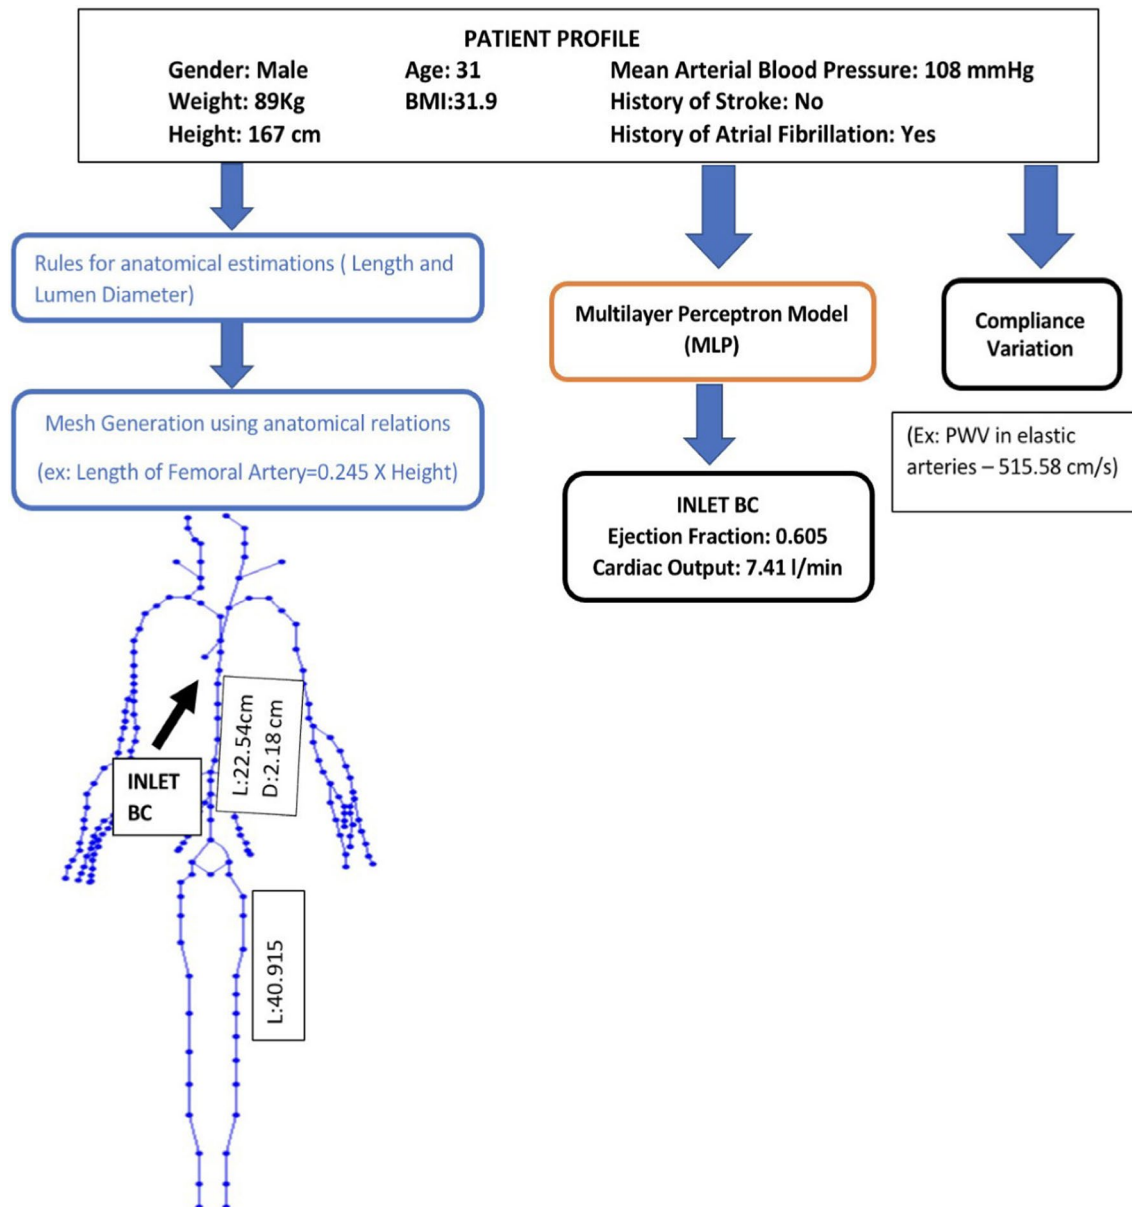 PATIENT PROFILE
Gender: Male Age: 31 Mean Arterial Blood Pressure: 108 mmHg
Weight: 89Kg BMI:31.9 History of Stroke: No
Height: 167 cm History of Atrial Fibrillation: Yes
Rules for anatomical estimations ( Length and
Lumen Diameter)
Multilayer Perceptron Model
(MLP)
Compliance
Variation
Mesh Generation using anatomical relations
(ex: Length of Femoral Artery=0.245 X Height)
(Ex: PWV in elastic
arteries – 515.58 cm/s)
INLET BC
Ejection Fraction: 0.605
Cardiac Output: 7.41 l/min
L:22.54cm
D:2.18 cm
INLET
BC
L:40.915